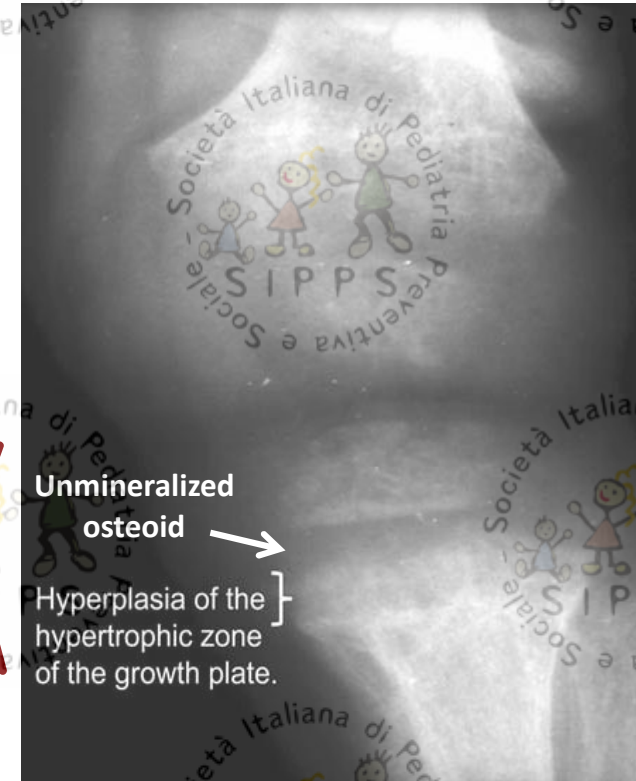 Società Italiana di Pediatria Preventiva e Sociale -
SIPPS
Unmineralized
osteoid
Hyperplasia of the
hypertrophic zone
of the growth plate.